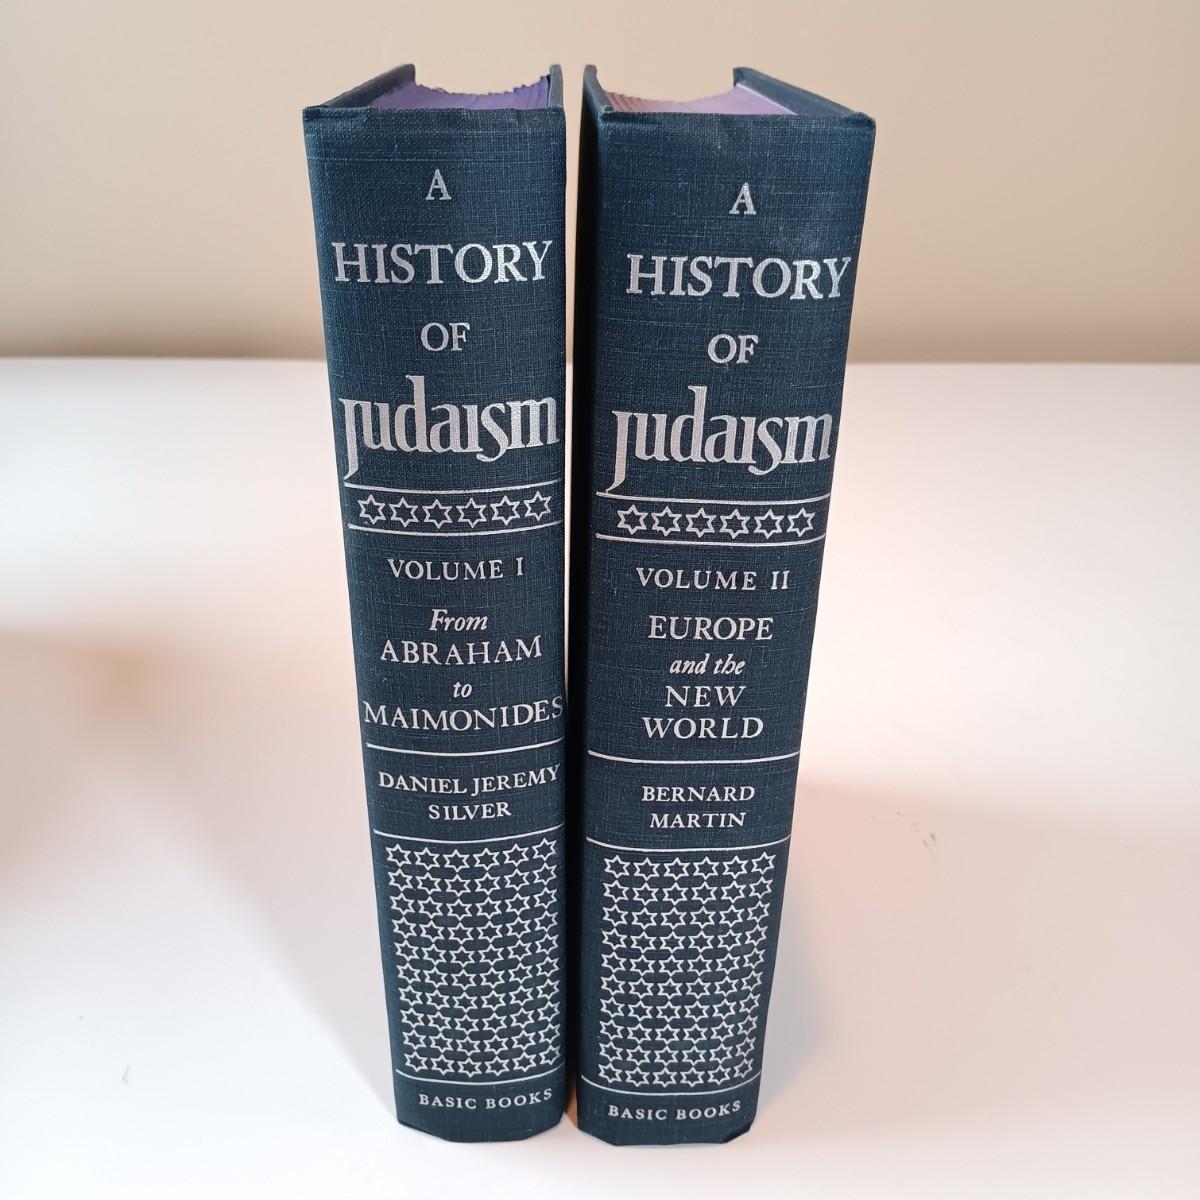 A
HISTORY
OF
Judaism
VOLUME I
From
ABRAHAM
to
MAIMONIDES
DANIEL JEREMY
SILVER
BASIC BOOKS
A
HISTORY
OF
Judaism
VOLUME II
EUROPE
and the
NEW
WORLD
BERNARD
MARTIN
BASIC BOOKS